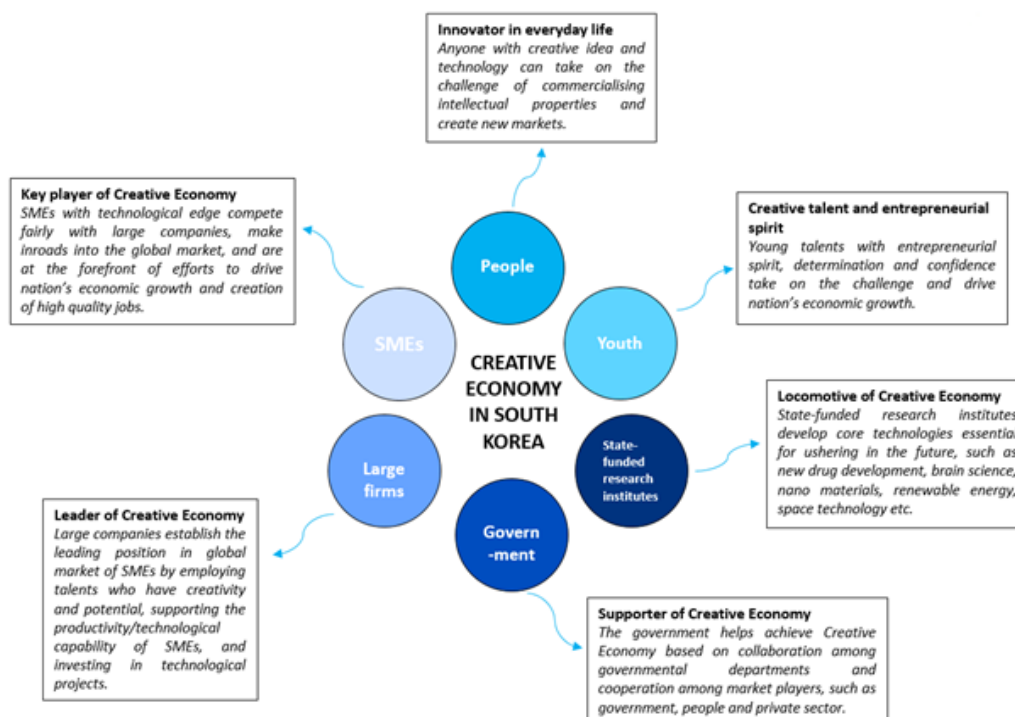 Innovator in everyday life
Anyone with creative idea and
technology can take on the
challenge of commercialising
intellectual properties and
create new markets.
Key player of Creative Economy
SMEs with technological edge compete
fairly with large companies, make
inroads into the global market, and are
at the forefront of efforts to drive
nation's economic growth and creation
of high quality jobs.
Creative talent and entrepreneurial
spirit
Young talents with entrepreneurial
spirit, determination and confidence
take on the challenge and drive
nation's economic growth.
People
SMEs
Youth
CREATIVE
ECONOMY
IN SOUTH
KOREA
Large
firms
State-
funded
research
institutes
Govern
-ment
Locomotive of Creative Economy
State-funded research institutes
develop core technologies essential
for ushering in the future, such as
new drug development, brain science,
nano materials, renewable energy,
space technology etc.
Leader of Creative Economy
Large companies establish the
leading position in global
market of SMEs by employing
talents who have creativity
and potential, supporting the
productivity/technological
capability of SMEs, and
investing in technological
projects.
Supporter of Creative Economy
The government helps achieve Creative
Economy based on collaboration among
governmental departments and
cooperation among market players, such as
government, people and private sector.